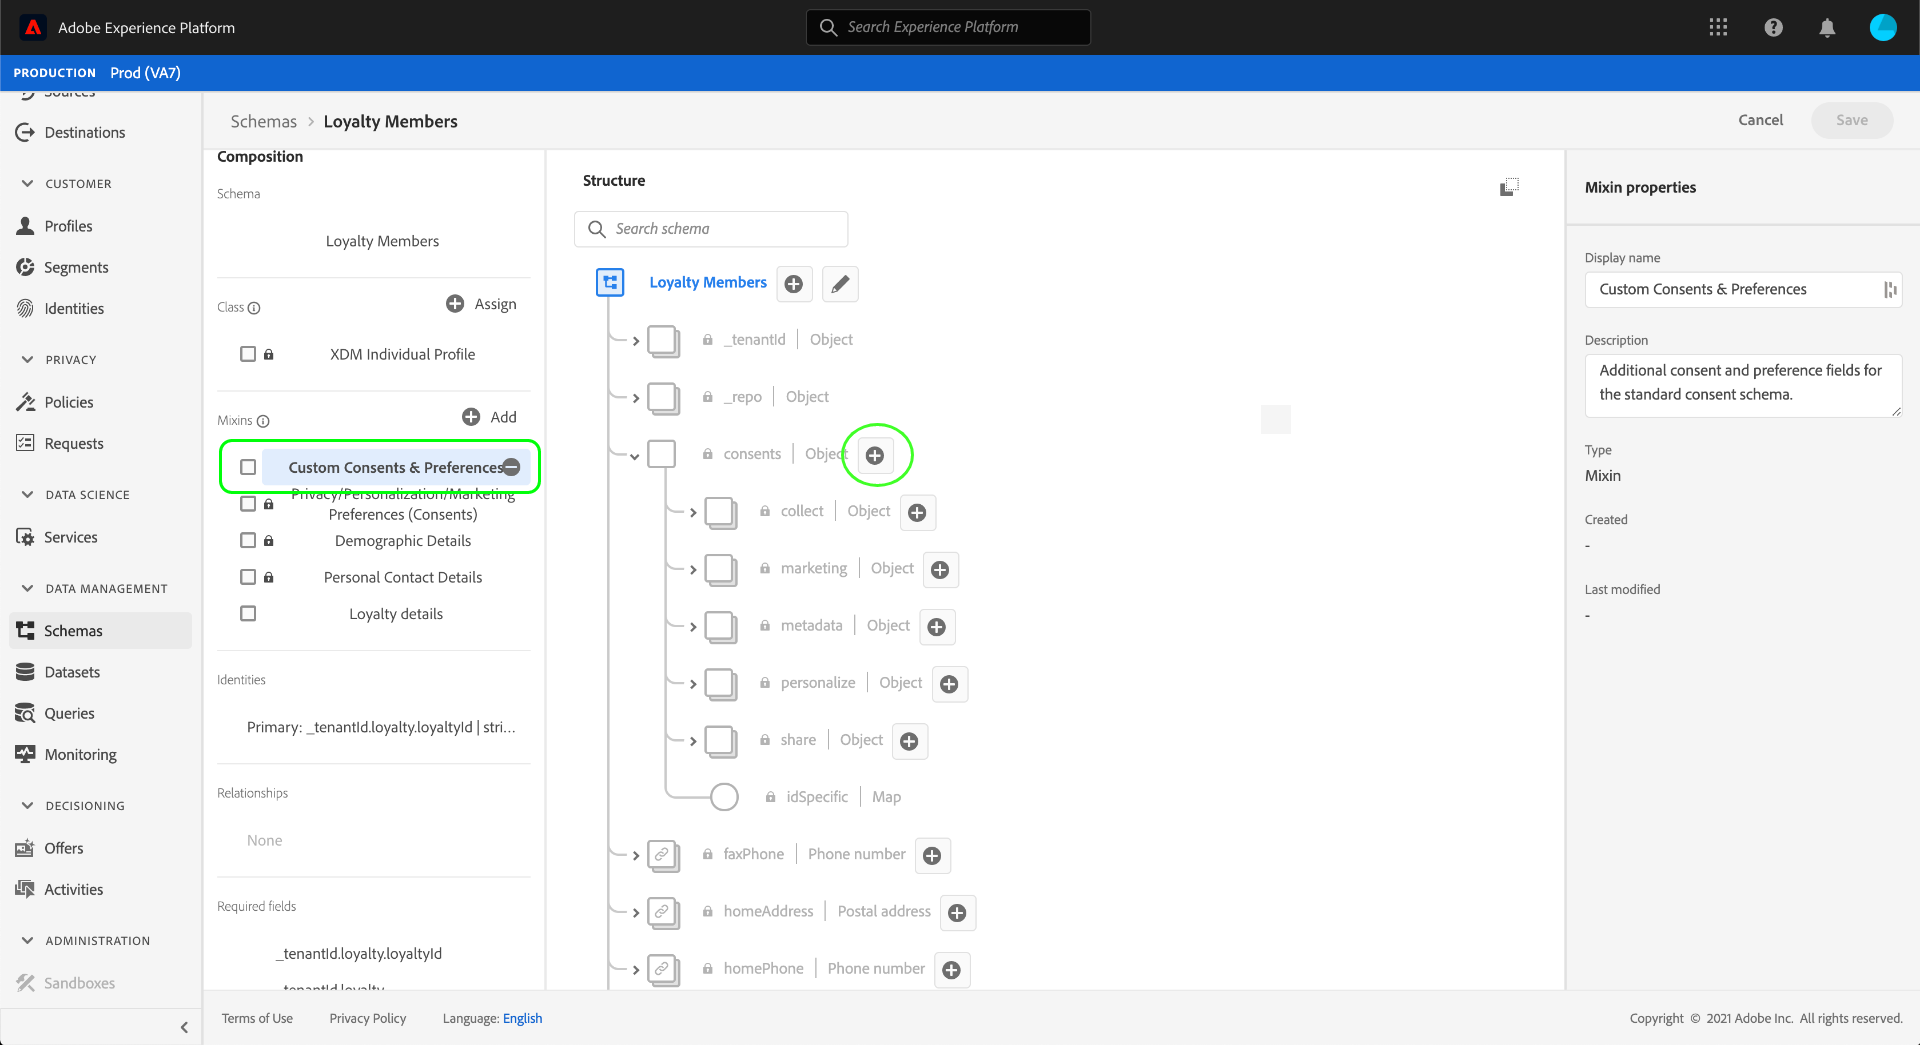 Adobe Experience Platform
Search Experience Platform
PRODUCTION Prod (VA7)
Sources
Destinations
CUSTOMER
Profiles
Segments
Identities
PRIVACY
Policies
Requests
DATA SCIENCE
Services
DATA MANAGEMENT
Schemas
Datasets
Queries
Monitoring
DECISIONING
Offers
Activities
ADMINISTRATION
Sandboxes
Schemas > Loyalty Members
Cancel
Save
Composition
Schema
Loyalty Members
Class
Assign
XDM Individual Profile
Mixins
Add
Custom Consents & Preferences
Privacy/Personalization/Marketing
Preferences (Consents)
Demographic Details
Personal Contact Details
Loyalty details
Identities
Primary: _tenantId.loyalty.loyaltyId | stri...
Relationships
None
Required fields
_tenantId.loyalty.loyaltyId
_tenantId.loyalty
Structure
Search schema
Loyalty Members
_tenantId | Object
_repo | Object
consents | Object
collect | Object
marketing | Object
metadata | Object
personalize | Object
share | Object
idSpecific | Map
faxPhone | Phone number
homeAddress | Postal address
homePhone | Phone number
Mixin properties
Display name
Custom Consents & Preferences
Description
Additional consent and preference fields for
the standard consent schema.
Type
Mixin
Created
-
Last modified
-
Terms of Use
Privacy Policy
Language: English
Copyright © 2021 Adobe Inc. All rights reserved.